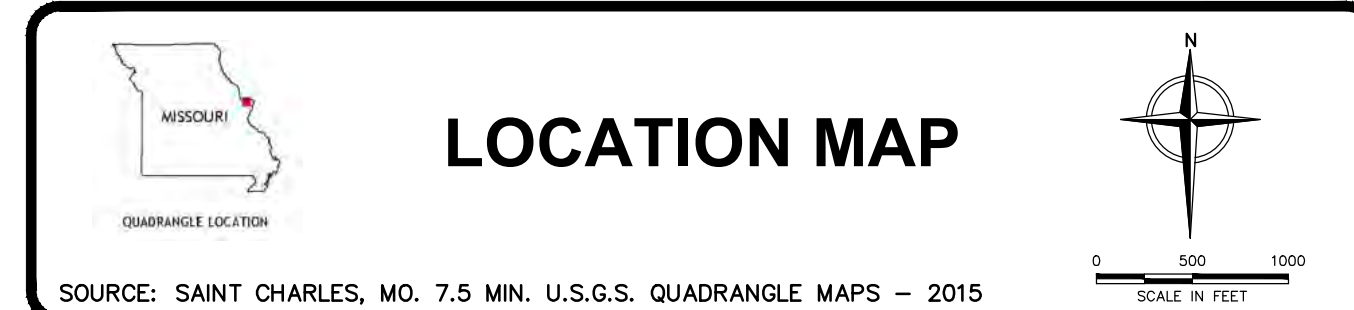 MISSOURI
QUADRANGLE LOCATION
LOCATION MAP
N
0 500 1000
SCALE IN FEET
SOURCE: SAINT CHARLES, MO. 7.5 MIN. U.S.G.S. QUADRANGLE MAPS – 2015